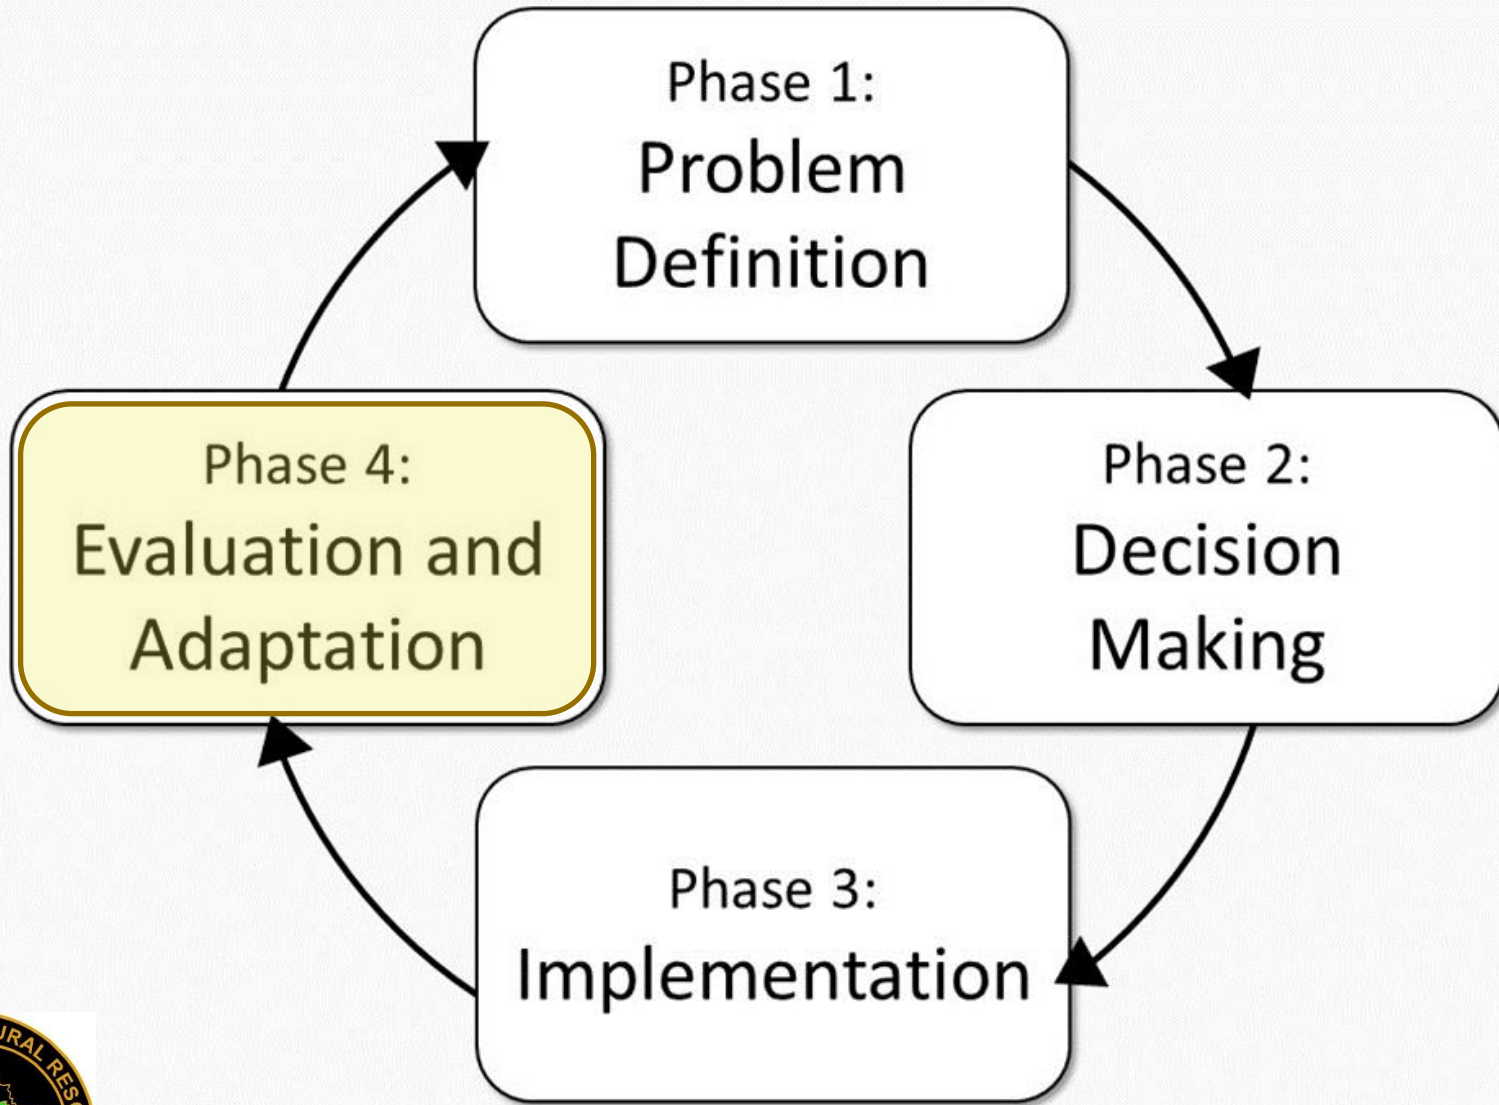 Phase 1:
Problem
Definition
Phase 4:
Evaluation and
Adaptation
Phase 2:
Decision
Making
Phase 3:
Implementation